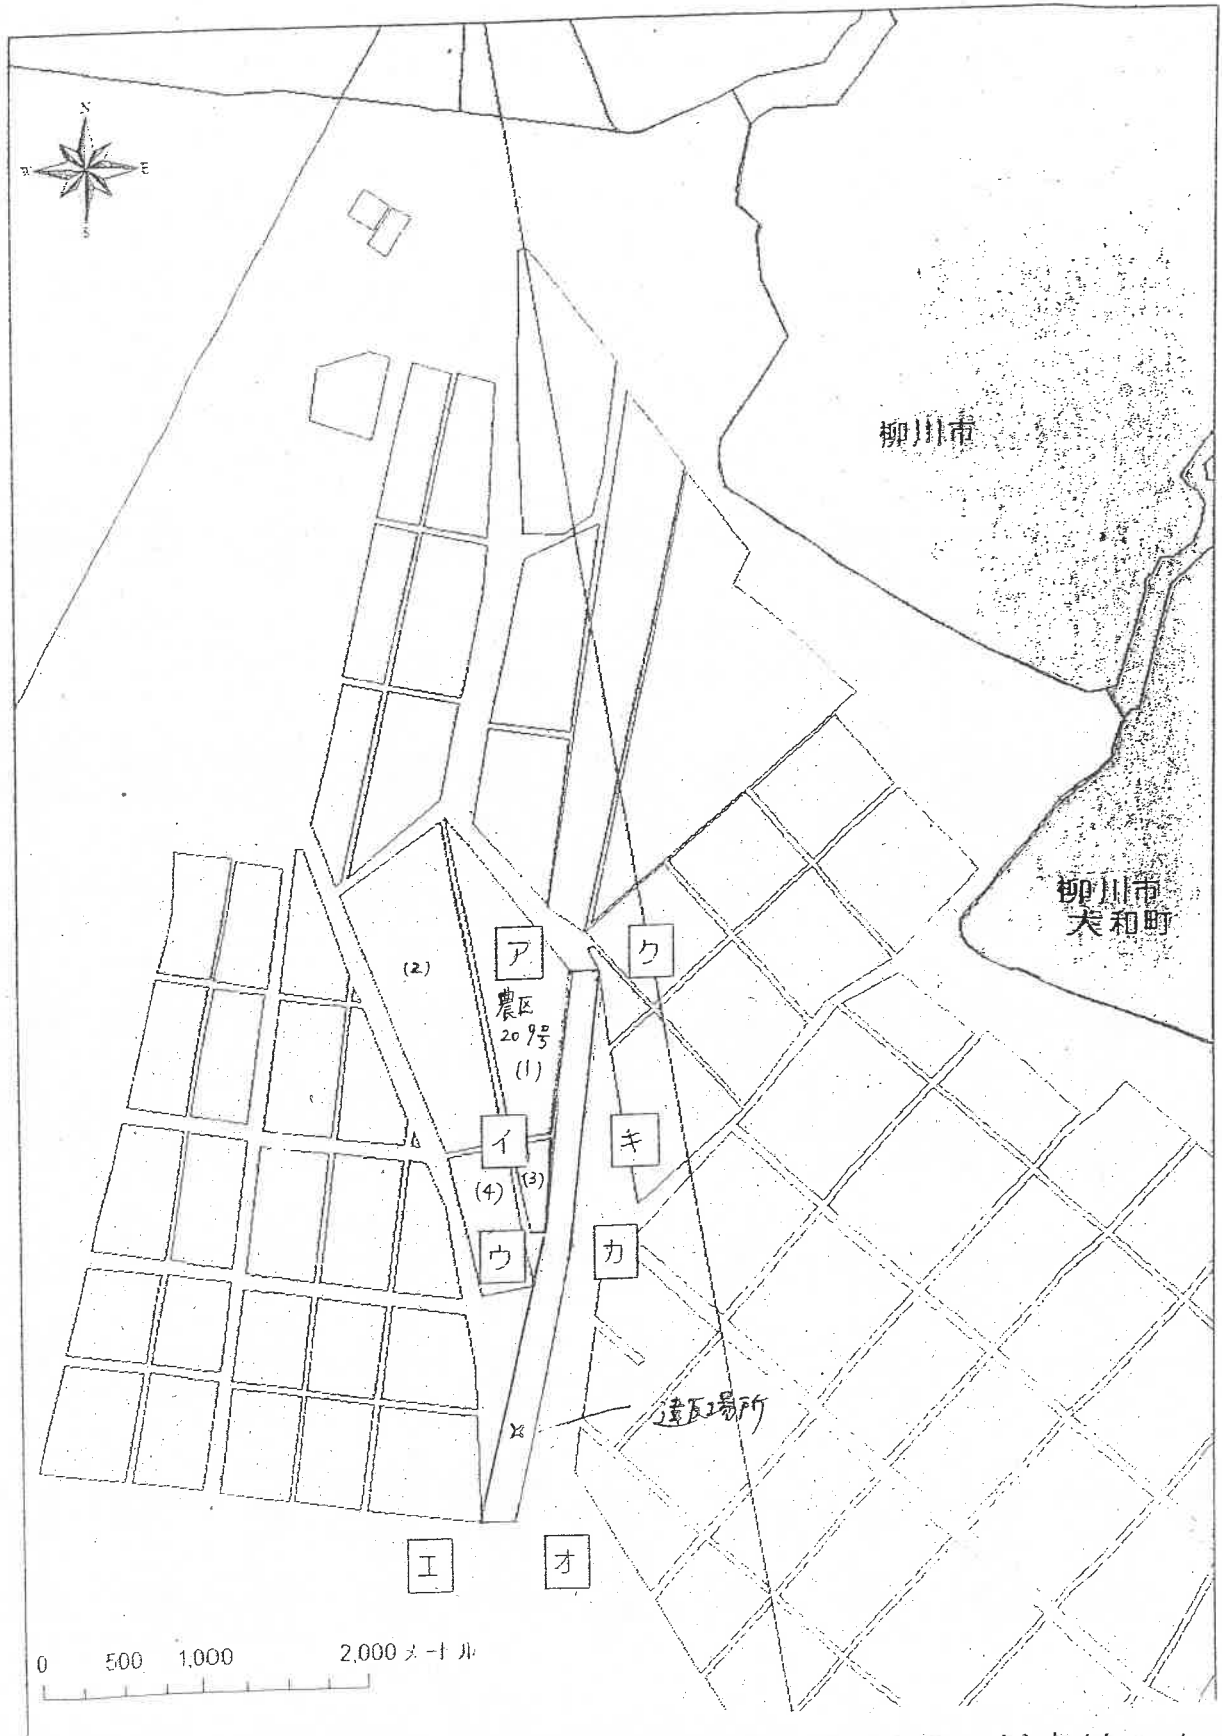 N
W
E
S
柳川市
柳川市
大和町
ア
ク
(2)
農区
209号
(1)
イ
キ
(4)
(3)
ウ
カ
違反場所
エ
オ
0 500 1,000 2,000メートル